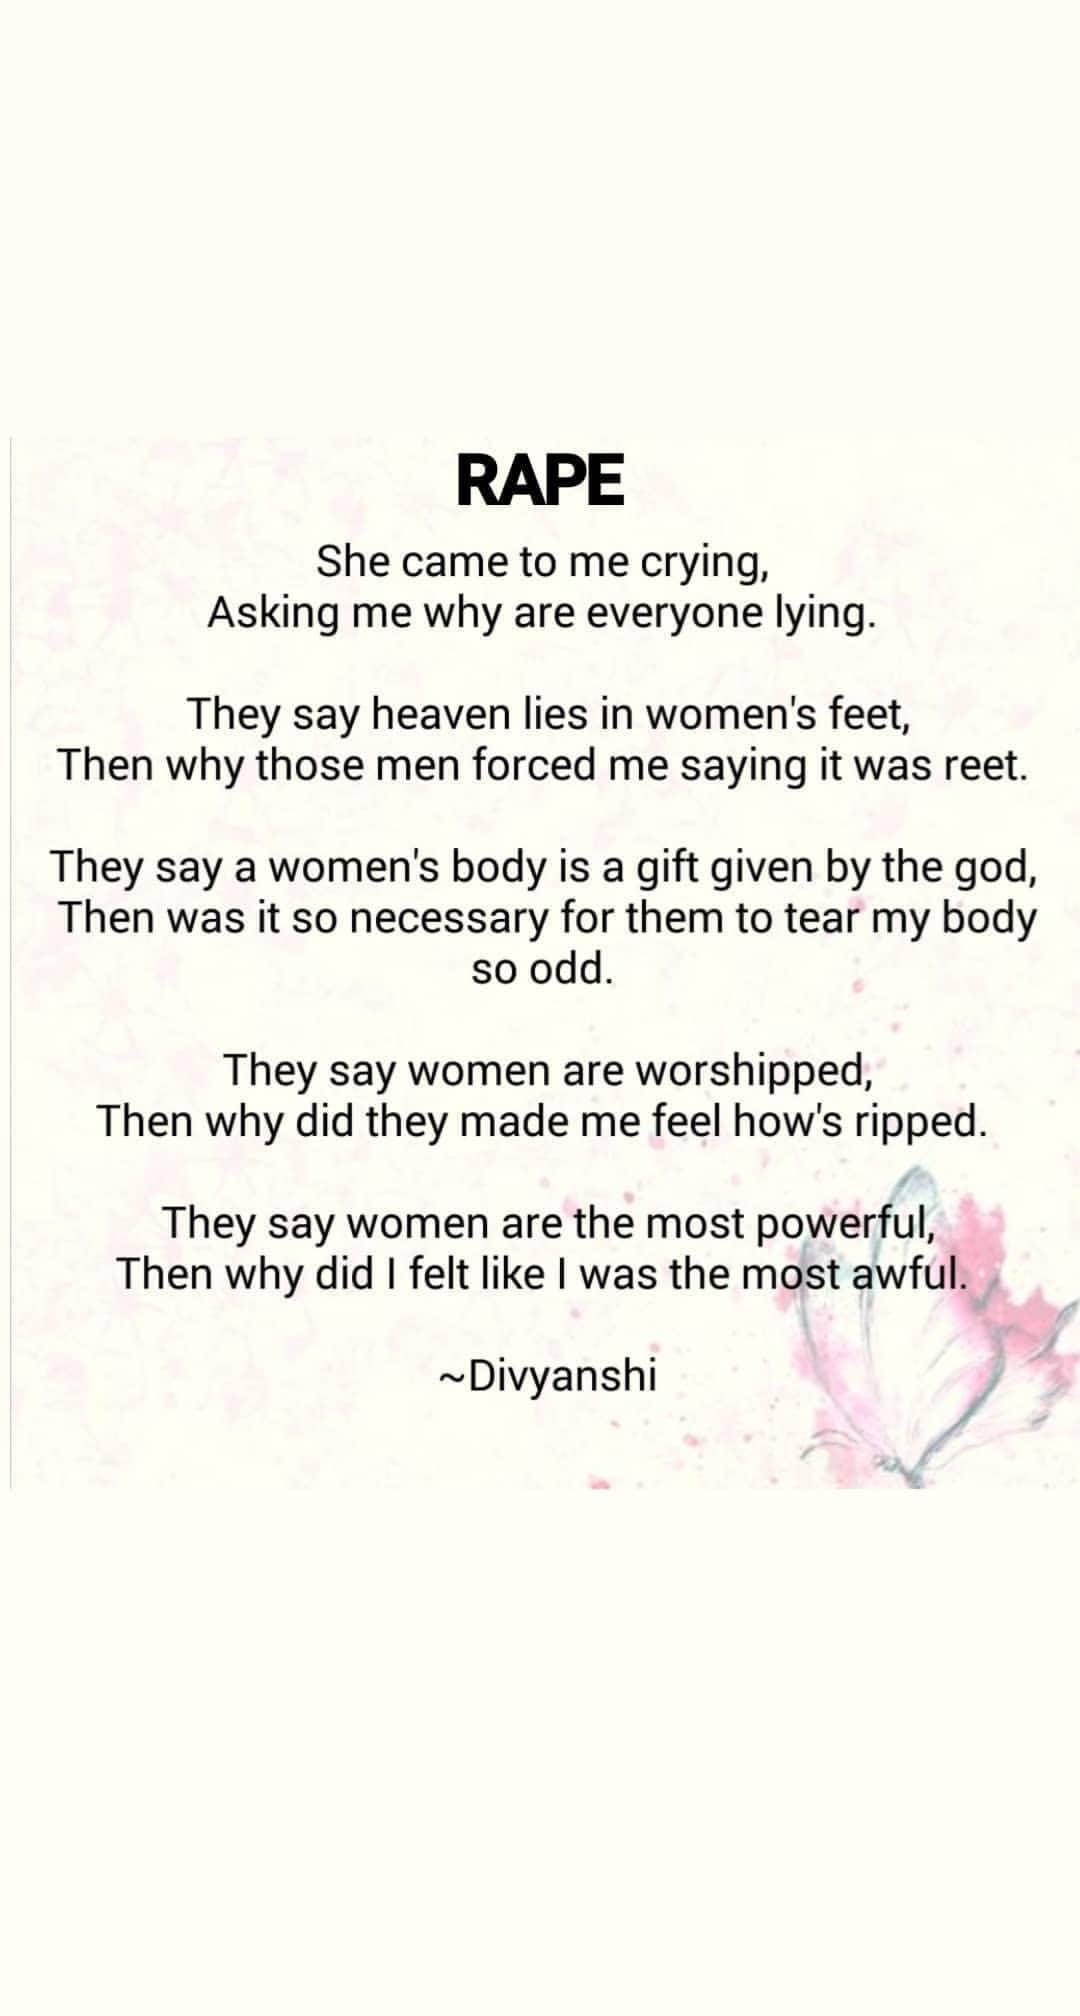 RAPE
She came to me crying,
Asking me why are everyone lying.
They say heaven lies in women's feet,
Then why those men forced me saying it was reet.
They say a women's body is a gift given by the god,
Then was it so necessary for them to tear my body
so odd.
They say women are worshipped,
Then why did they made me feel how's ripped.
They say women are the most powerful,
Then why did I felt like I was the most awful.
~Divyanshi